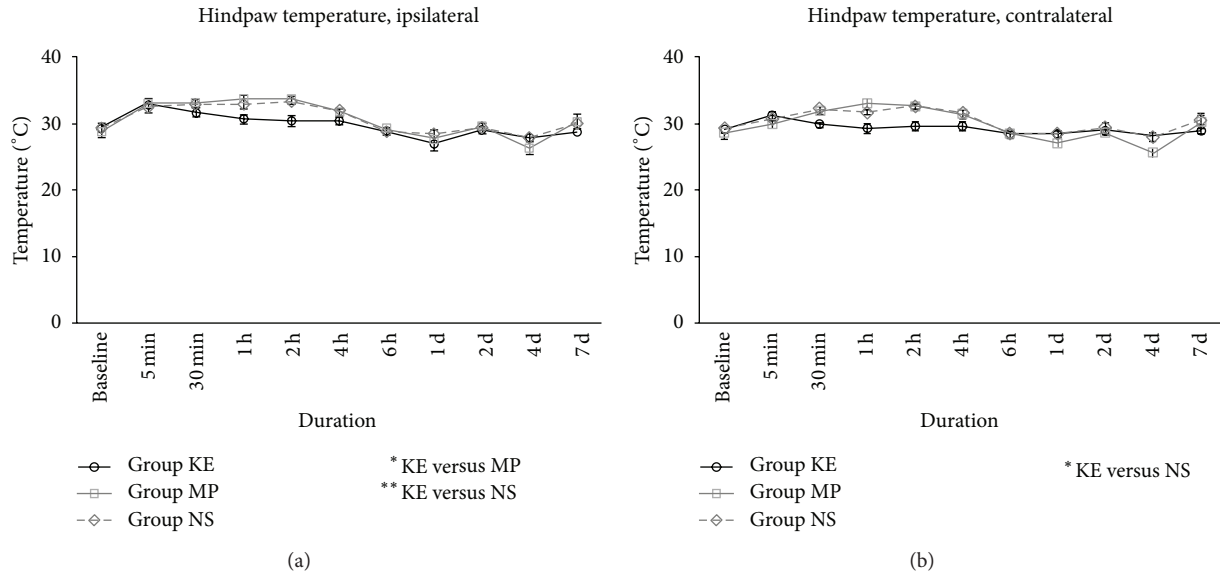 Hindpaw temperature, ipsilateral
40
30
20
10
0
Temperature (°C)
Baseline
5 min
30 min
1 h
2 h
4 h
6 h
1 d
2 d
4 d
7 d
Duration
Group KE
Group MP
Group NS
* KE versus MP
** KE versus NS
(a)
Hindpaw temperature, contralateral
40
30
20
10
0
Temperature (°C)
Baseline
5 min
30 min
1 h
2 h
4 h
6 h
1 d
2 d
4 d
7 d
Duration
Group KE
Group MP
Group NS
* KE versus NS
(b)